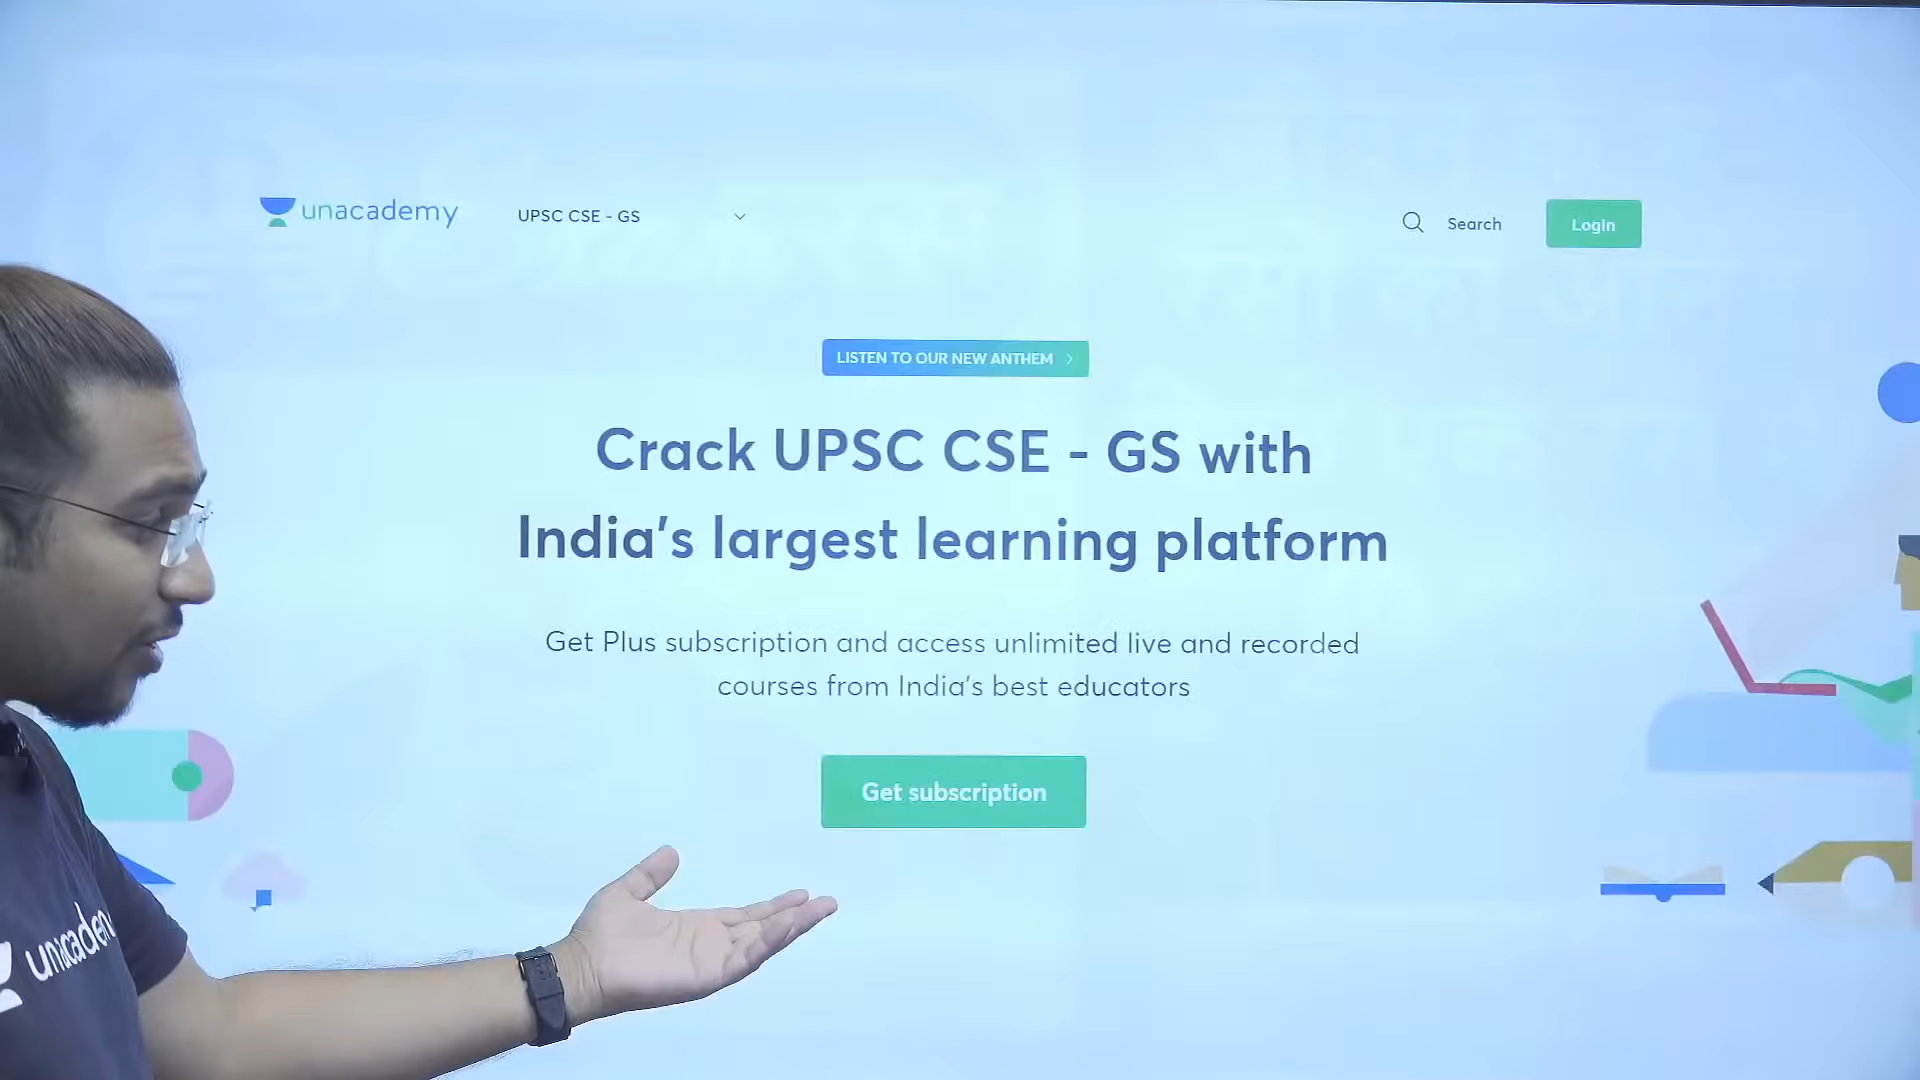 unacademy
UPSC CSE - GS
Search
Login
LISTEN TO OUR NEW ANTHEM
Crack UPSC CSE - GS with
India's largest learning platform
Get Plus subscription and access unlimited live and recorded
courses from India's best educators
Get subscription
unacadem